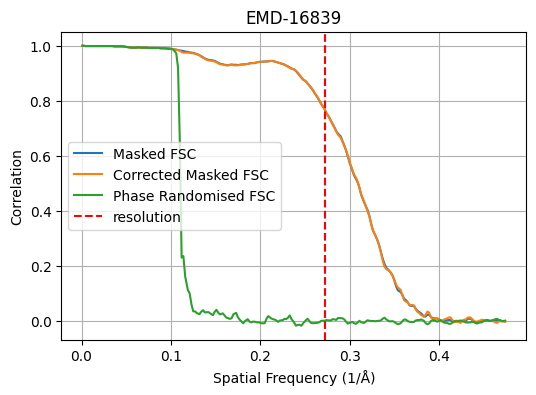 EMD-16839
1.0
0.8
0.6
0.4
0.2
0.0
Correlation
Masked FSC
Corrected Masked FSC
Phase Randomised FSC
resolution
0.0 0.1 0.2 0.3 0.4
Spatial Frequency (1/Å)